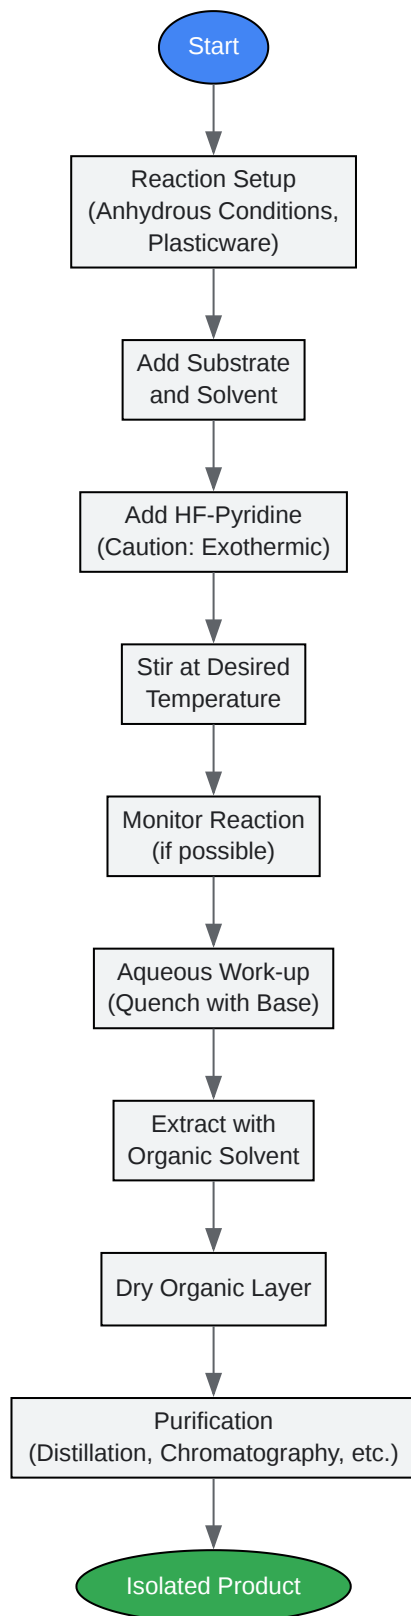 Start
Reaction Setup
(Anhydrous Conditions,
Plasticware)
Add Substrate
and Solvent
Add HF-Pyridine
(Caution: Exothermic)
Stir at Desired
Temperature
Monitor Reaction
(if possible)
Aqueous Work-up
(Quench with Base)
Extract with
Organic Solvent
Dry Organic Layer
Purification
(Distillation, Chromatography, etc.)
Isolated Product